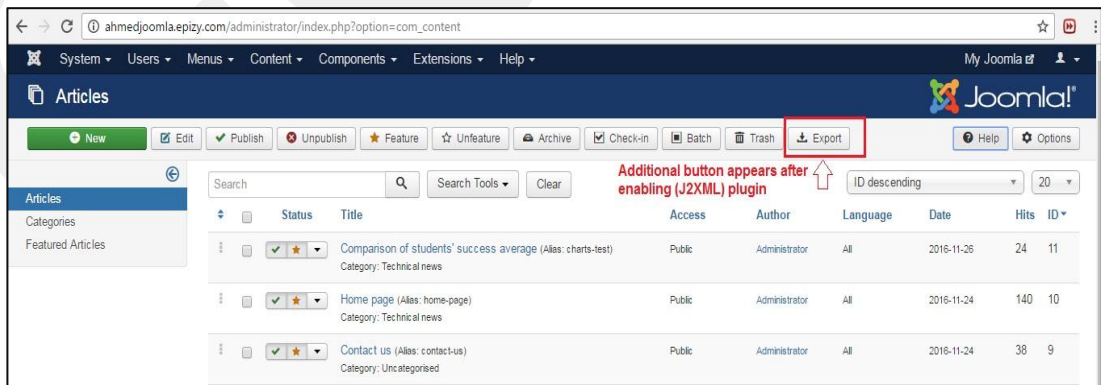 ahmedjoomla.epizy.com/administrator/index.php?option=com_content
System Users Menus Content Components Extensions Help My Joomla
Articles Joomla!
New Edit Publish Unpublish Feature Unfeature Archive Check-in Batch Trash Export Help Options
Additional button appears after
enabling (J2XML) plugin
Search Search Tools Clear ID descending 20
Articles
Categories
Featured Articles
Status Title Access Author Language Date Hits ID
Comparison of students' success average (Alias: charts-test) Public Administrator All 2016-11-26 24 11
Category: Technical news
Home page (Alias: home-page) Public Administrator All 2016-11-24 140 10
Category: Technical news
Contact us (Alias: contact-us) Public Administrator All 2016-11-24 38 9
Category: Uncategorised